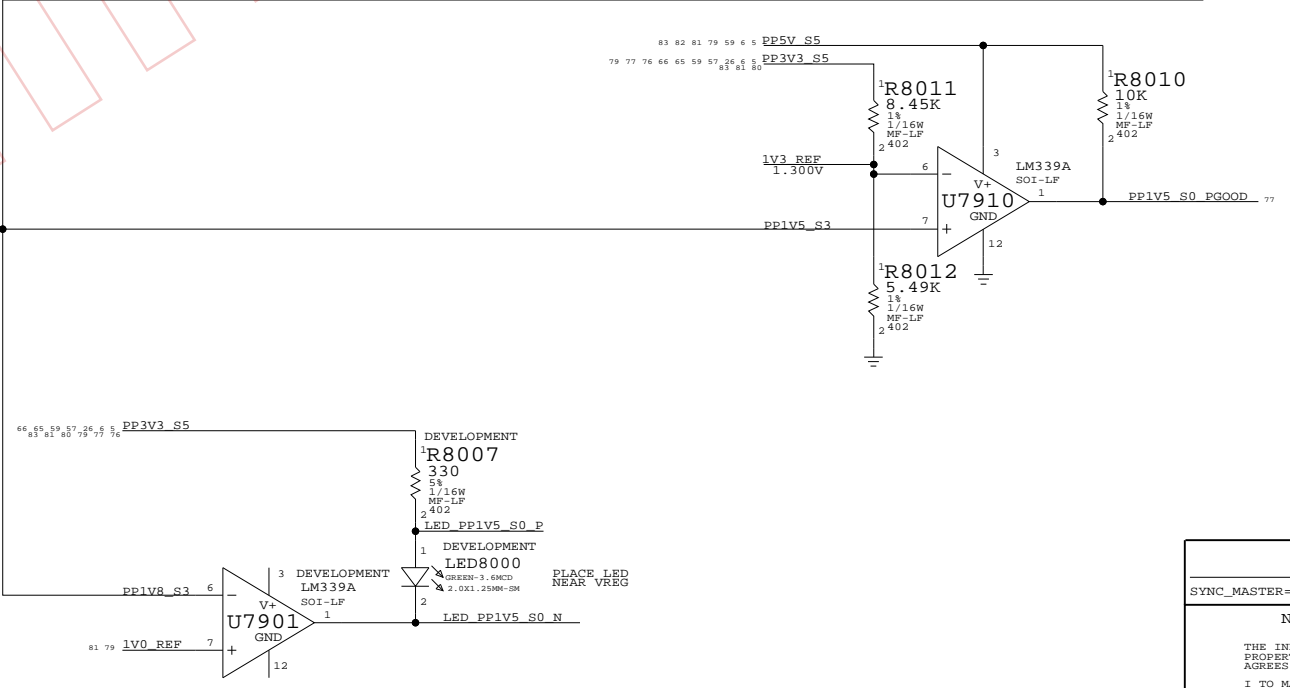 83 82 81 79 59 6 5 PP5V_S5
79 77 76 66 65 59 57 26 6 5 PP3V3_S5
83 81 80
1 R8011
8.45K
1%
1/16W
MF-LF
2 402
1 R8010
10K
1%
1/16W
MF-LF
2 402
1V3_REF
1.300V
6 −
3
V+
LM339A
SOI-LF
U7910
1
PP1V5_S0_PGOOD 77
GND
PP1V5_S3
7 +
12
1 R8012
5.49K
1%
1/16W
MF-LF
2 402
66 65 59 57 26 6 5 PP3V3_S5
83 81 80 79 77 76
DEVELOPMENT
1 R8007
330
5%
1/16W
MF-LF
2 402
LED_PP1V5_S0_P
1
DEVELOPMENT
LED8000
GREEN-3.6MCD
2.0X1.25MM-SM
2
PLACE LED
NEAR VREG
PP1V8_S3
6 −
3 DEVELOPMENT
LM339A
SOI-LF
V+
1
U7901
GND
LED_PP1V5_S0_N
81 79 1V0_REF
7 +
12
SYNC_MASTER=
N
THE IN
PROPER
AGREES
I TO MA